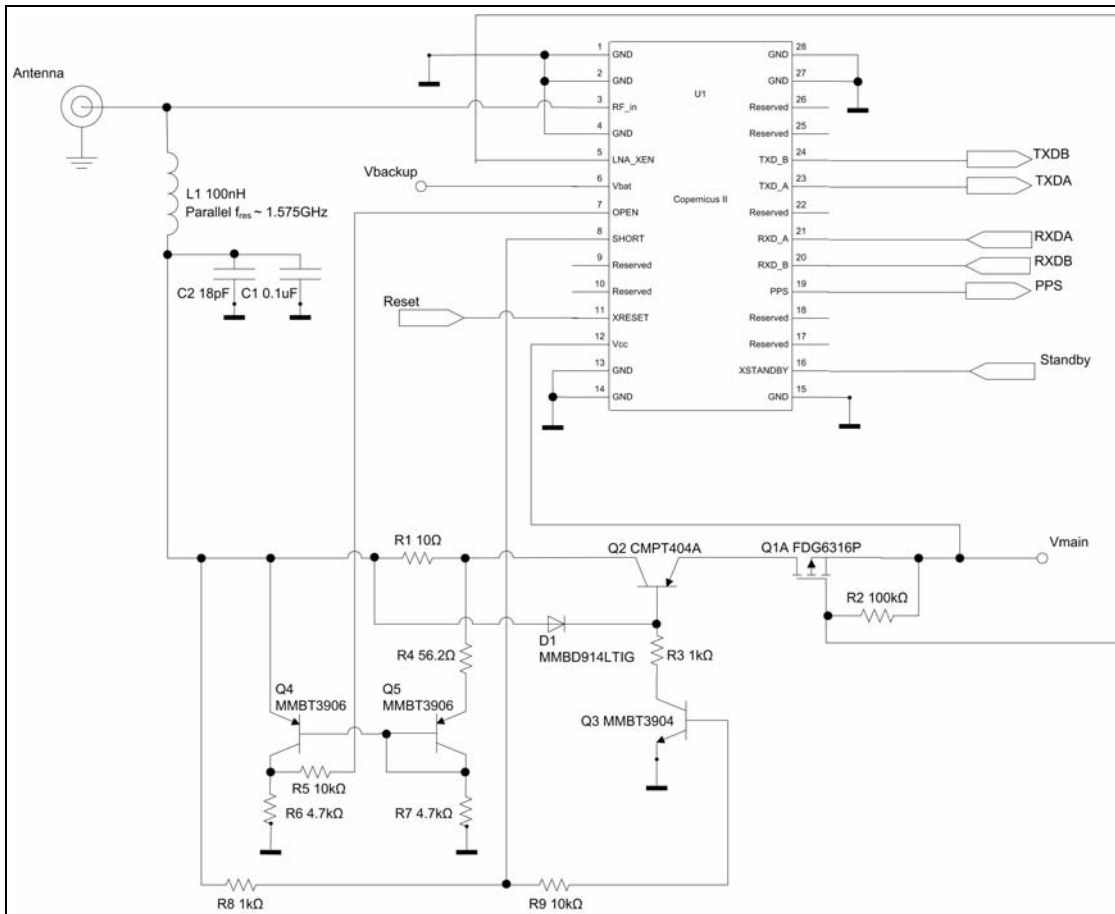 Antenna
L1 100nH
Parallel fres ~ 1.575GHz
C2 18pF
C1 0.1uF
Vbackup
Reset
U1
Copernicus II
1 GND
2 GND
3 RF_in
4 GND
5 LNA_XEN
6 Vbat
7 OPEN
8 SHORT
9 Reserved
10 Reserved
11 XRESET
12 Vcc
13 GND
14 GND
GND 28
GND 27
Reserved 26
Reserved 25
TXD_B 24
TXD_A 23
Reserved 22
RXD_A 21
RXD_B 20
PPS 19
Reserved 18
Reserved 17
XSTANDBY 16
GND 15
TXDB
TXDA
RXDA
RXDB
PPS
Standby
R1 10Ω
Q2 CMPT404A
Q1A FDG6316P
Vmain
R2 100kΩ
D1
MMBD914LTIG
R4 56.2Ω
R3 1kΩ
Q4
MMBT3906
Q5
MMBT3906
Q3 MMBT3904
R5 10kΩ
R6 4.7kΩ
R7 4.7kΩ
R8 1kΩ
R9 10kΩ